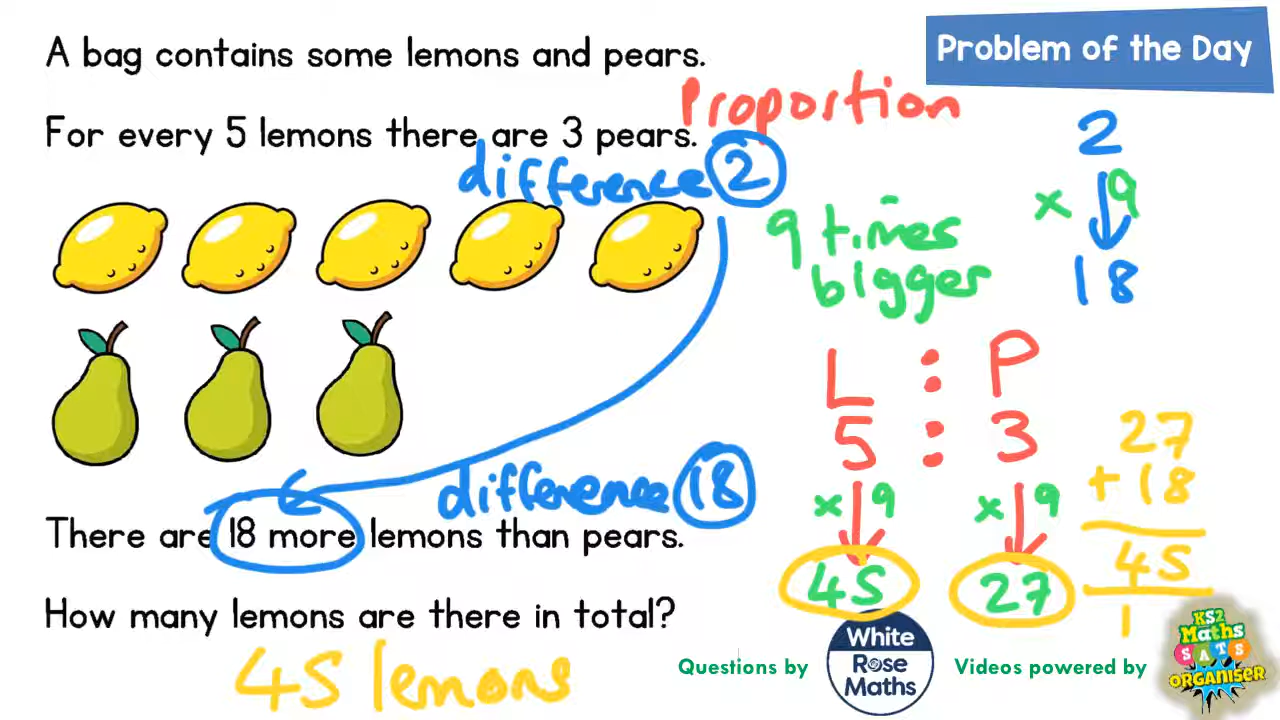 A bag contains some lemons and pears.
Problem of the Day
Proportion
For every 5 lemons there are 3 pears.
difference 2
2
× 9
18
9 times
bigger
L : P
5 : 3
× 9 × 9
45 27
27
+ 18
45
1
difference 18
There are 18 more lemons than pears.
How many lemons are there in total?
45 lemons
Questions by
White
Rose
Maths
Videos powered by
KS2
Maths
SATS
ORGANISER